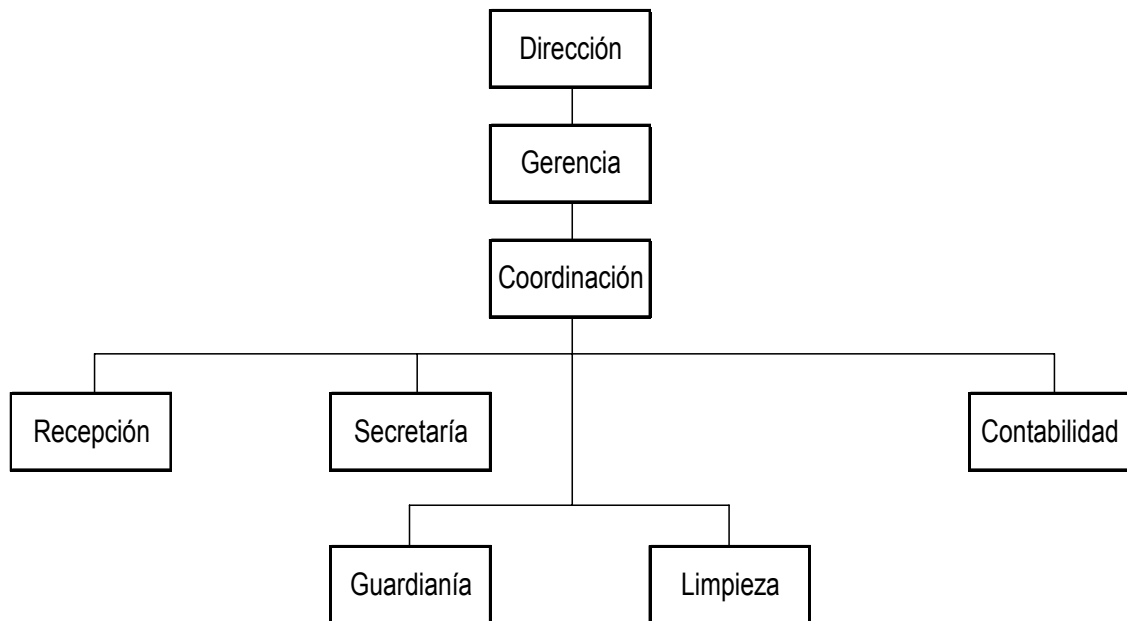 Dirección
Gerencia
Coordinación
Recepción
Secretaría
Contabilidad
Guardianía
Limpieza